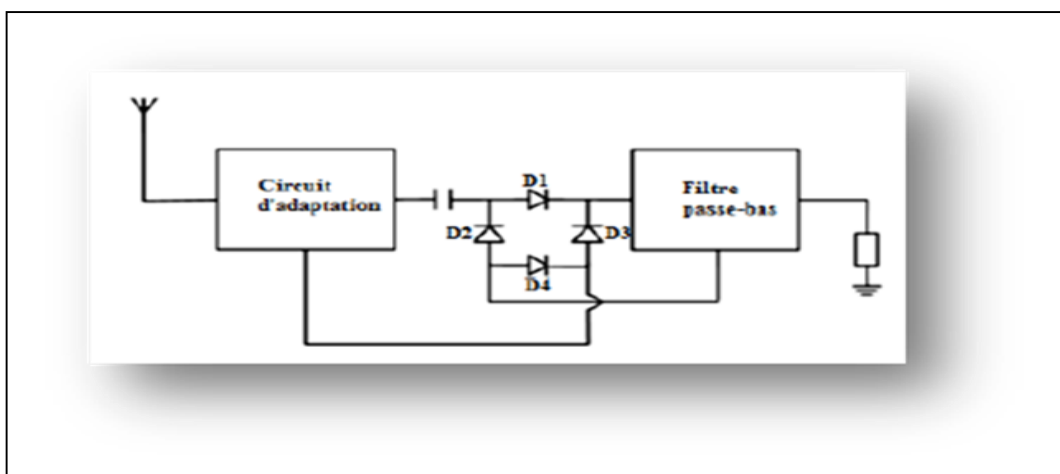 Circuit
d'adaptation
D1
D2
D3
D4
Filtre
passe-bas